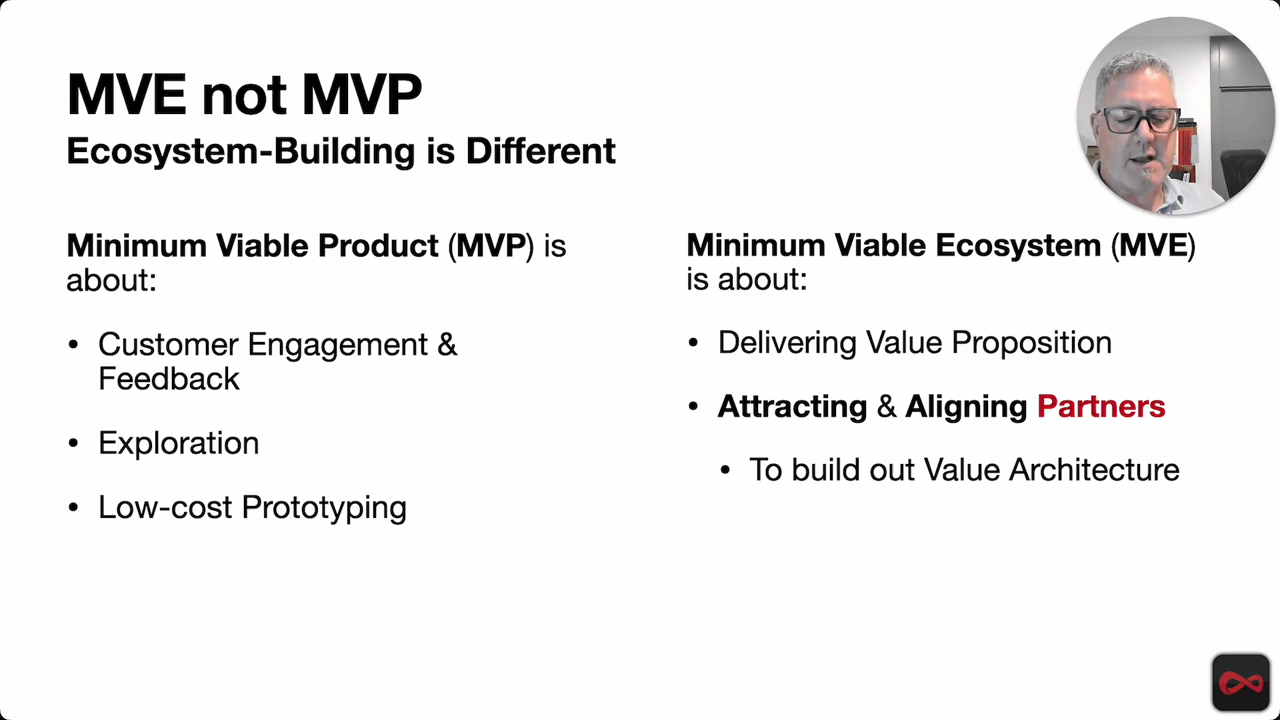 MVE not MVP
Ecosystem-Building is Different
Minimum Viable Product (MVP) is
about:
• Customer Engagement &
Feedback
• Exploration
• Low-cost Prototyping
Minimum Viable Ecosystem (MVE)
is about:
• Delivering Value Proposition
• Attracting & Aligning Partners
• To build out Value Architecture